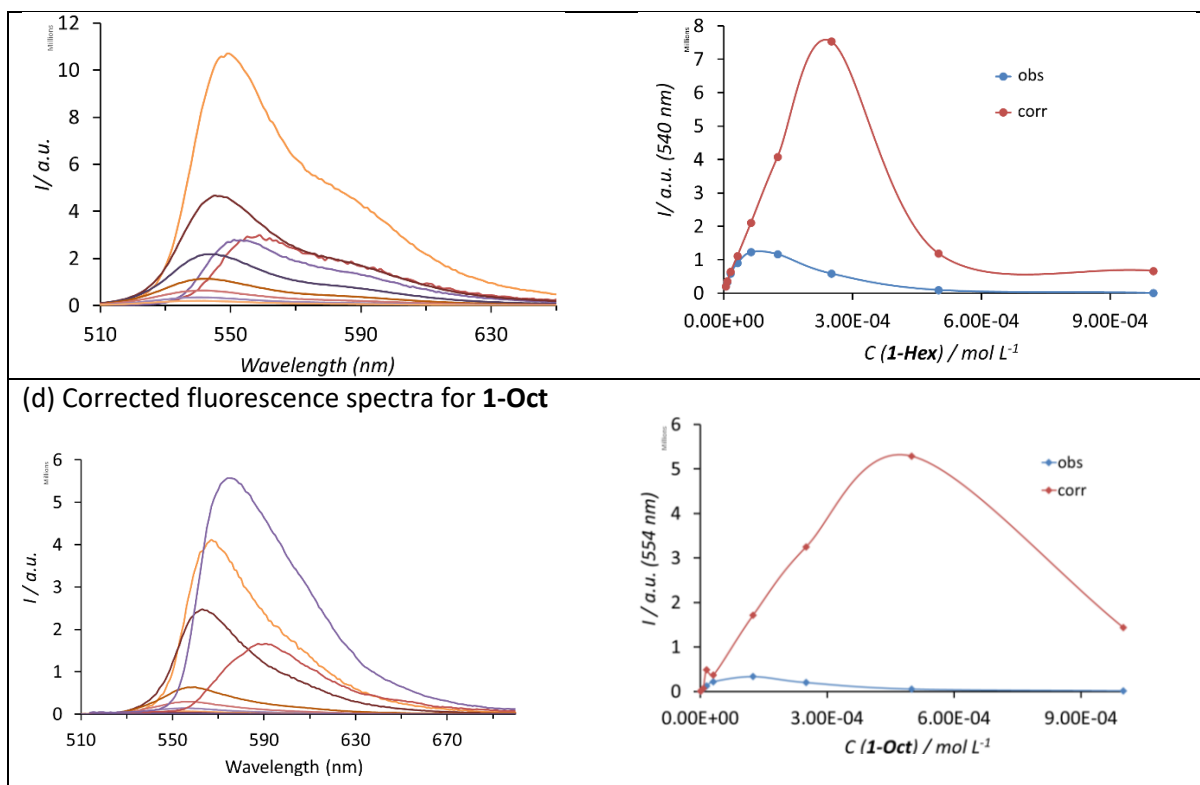 12
10
8
6
4
2
0
Millions
I/ a.u.
510
550
590
630
Wavelength (nm)
8
7
6
5
4
3
2
1
0
Millions
I/ a.u. (540 nm)
obs
corr
0.00E+00
3.00E-04
6.00E-04
9.00E-04
C (1-Hex) / mol L-1
(d) Corrected fluorescence spectra for 1-Oct
6
5
4
3
2
1
0
Millions
I / a.u.
510
550
590
630
670
Wavelength (nm)
6
5
4
3
2
1
0
Millions
I / a.u. (554 nm)
obs
corr
0.00E+00
3.00E-04
6.00E-04
9.00E-04
C (1-Oct) / mol L-1